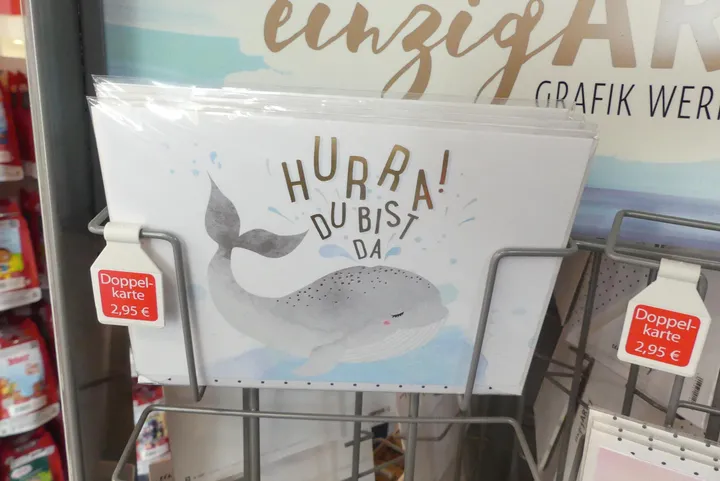 einzigAR
GRAFIK WER
HURRA!
DU BIST
DA
Doppel-
karte
2,95 €
Doppel-
karte
2,95 €